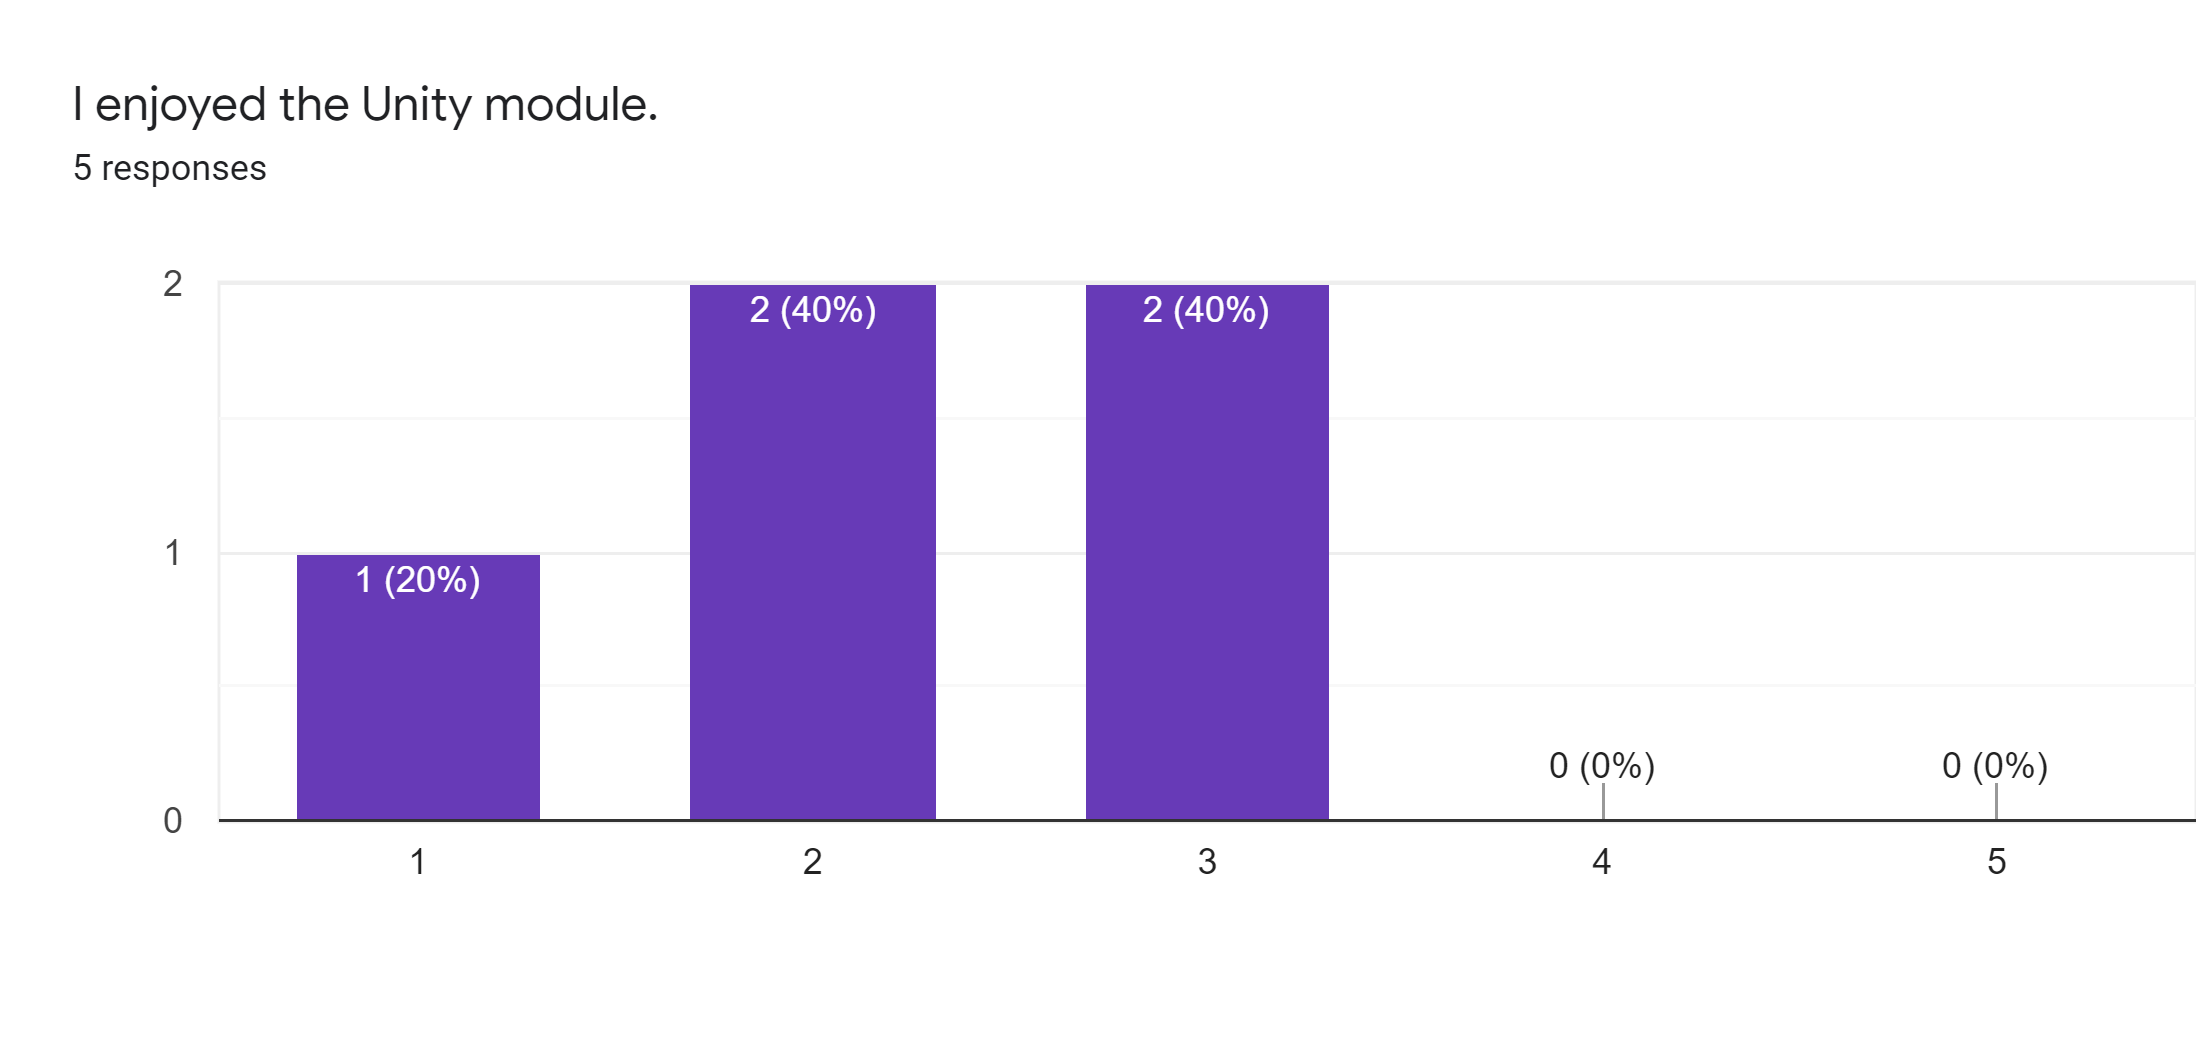 I enjoyed the Unity module.
5 responses
2
2 (40%) 2 (40%)
1
1 (20%)
0 (0%) 0 (0%)
0
1 2 3 4 5